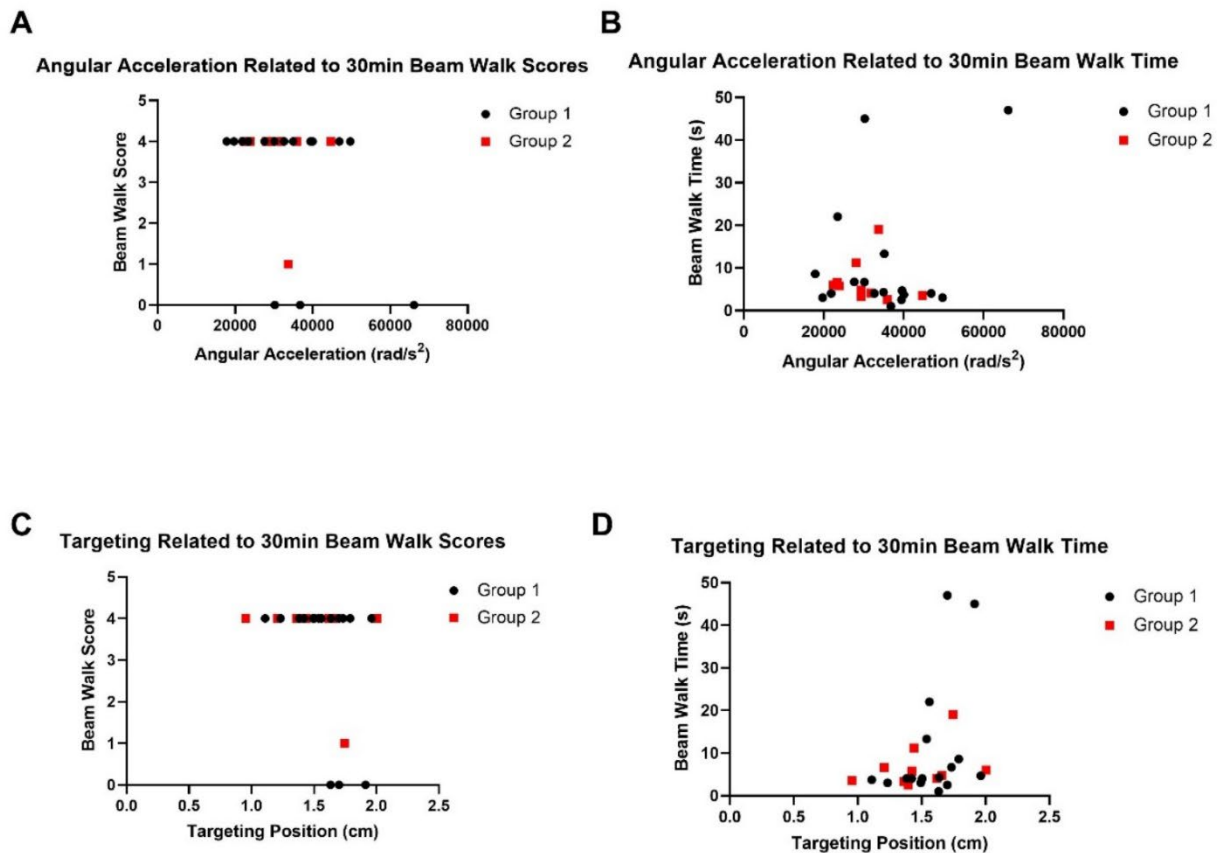 A
Angular Acceleration Related to 30min Beam Walk Scores
Beam Walk Score
5
4
3
2
1
0
0 20000 40000 60000 80000
Angular Acceleration (rad/s²)
Group 1
Group 2
B
Angular Acceleration Related to 30min Beam Walk Time
Beam Walk Time (s)
50
40
30
20
10
0
0 20000 40000 60000 80000
Angular Acceleration (rad/s²)
Group 1
Group 2
C
Targeting Related to 30min Beam Walk Scores
Beam Walk Score
5
4
3
2
1
0
0.0 0.5 1.0 1.5 2.0 2.5
Targeting Position (cm)
Group 1
Group 2
D
Targeting Related to 30min Beam Walk Time
Beam Walk Time (s)
50
40
30
20
10
0
0.0 0.5 1.0 1.5 2.0 2.5
Targeting Position (cm)
Group 1
Group 2